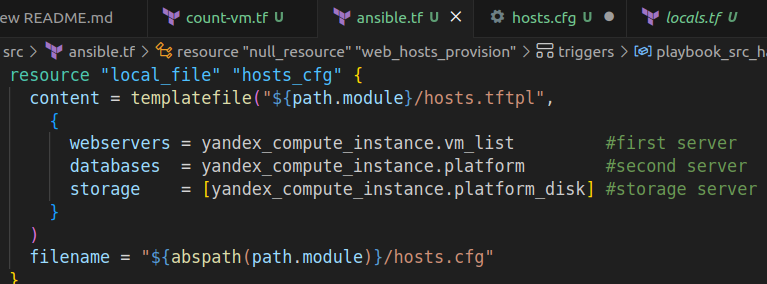 ew README.md count-vm.tf U ansible.tf U hosts.cfg U locals.tf U
src > ansible.tf > resource "null_resource" "web_hosts_provision" > triggers > playbook_src_ha
resource "local_file" "hosts_cfg" {
content = templatefile("${path.module}/hosts.tftpl",
{
webservers = yandex_compute_instance.vm_list #first server
databases = yandex_compute_instance.platform #second server
storage = [yandex_compute_instance.platform_disk] #storage server
}
)
filename = "${abspath(path.module)}/hosts.cfg"
}